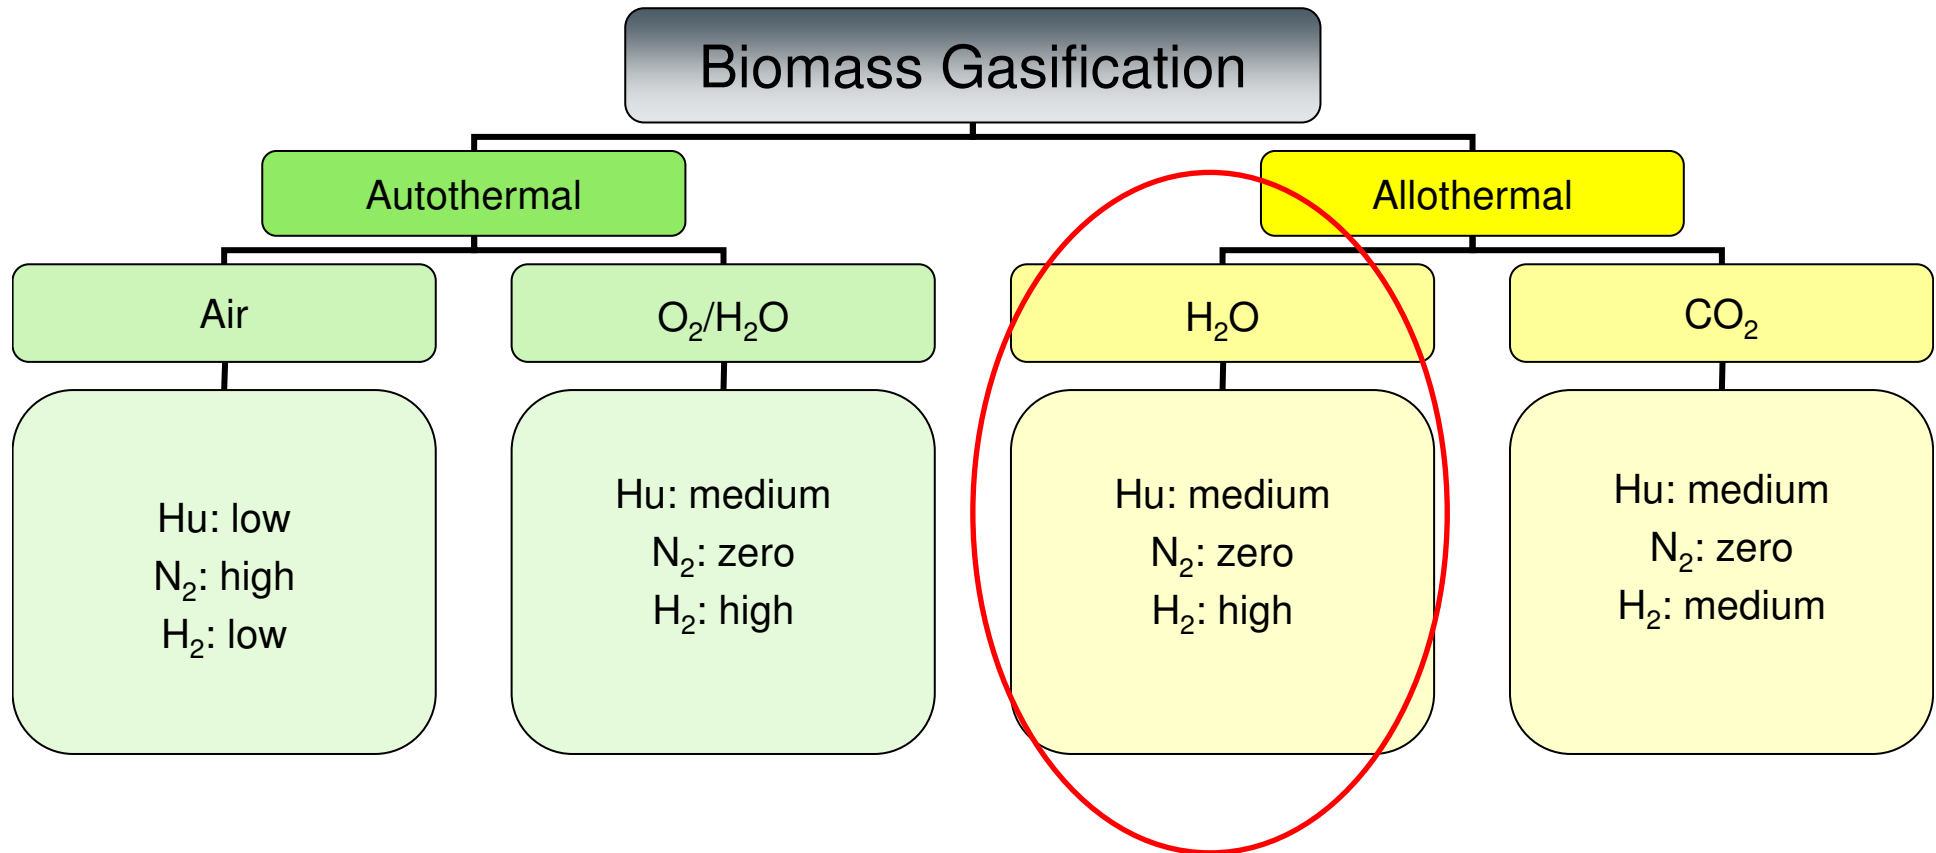 Biomass Gasification
Autothermal
Allothermal
Air
O₂/H₂O
H₂O
CO₂
Hu: low
N₂: high
H₂: low
Hu: medium
N₂: zero
H₂: high
Hu: medium
N₂: zero
H₂: high
Hu: medium
N₂: zero
H₂: medium